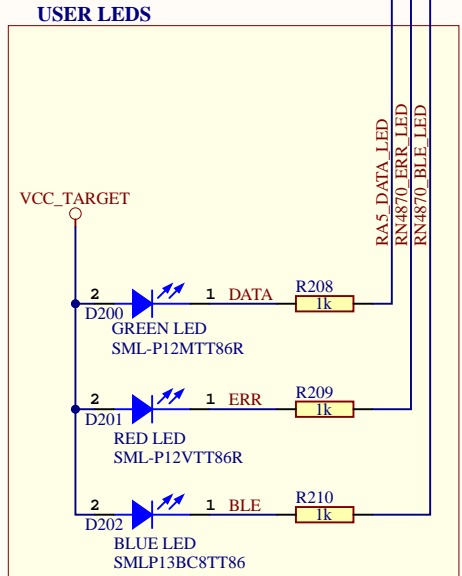 USER LEDS
RA5_DATA_LED
RN4870_ERR_LED
RN4870_BLE_LED
VCC_TARGET
2 1 DATA R208
D200 1k
GREEN LED
SML-P12MTT86R
2 1 ERR R209
D201 1k
RED LED
SML-P12VTT86R
2 1 BLE R210
D202 1k
BLUE LED
SMLP13BC8TT86